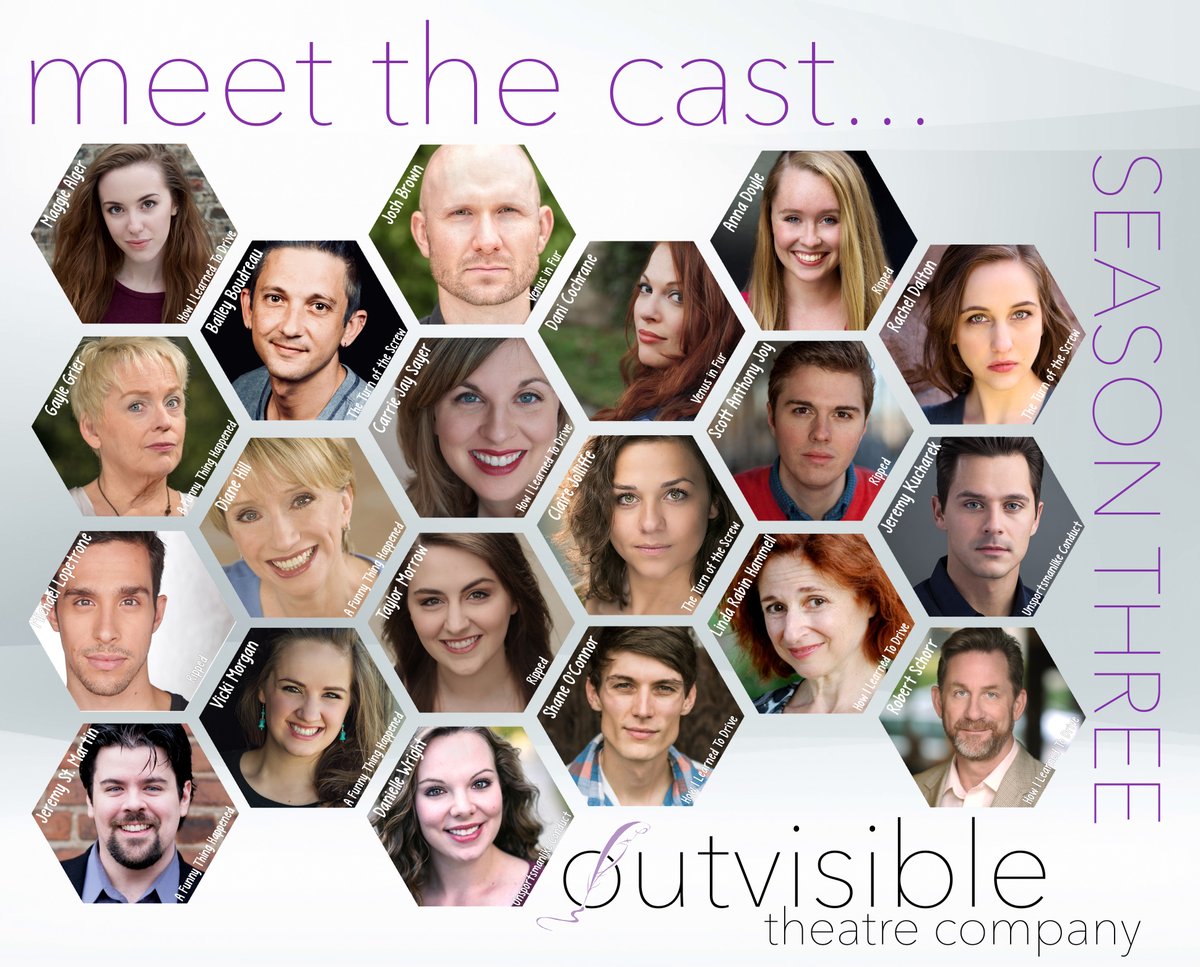 meet the cast...
SEASON THREE
Maggie Alger
How I Learned To Drive
Josh Brown
Venus in Fur
Anna Doyle
Ripped
Bailey Boudreau
The Turn of the Screw
Dani Cochrane
Venus in Fur
Rachel Dalton
The Turn of the Screw
Gayle Grier
A Funny Thing Happened
Carrie Jay Sayer
How I Learned To Drive
Scott Anthony Joy
Ripped
Diane Hill
A Funny Thing Happened
Claire Jolliffe
The Turn of the Screw
Jeremy Kucharek
Unsportsmanlike Conduct
Michael Lopetrone
Ripped
Taylor Morrow
Ripped
Linda Rabin Hammell
How I Learned To Drive
Vicki Morgan
A Funny Thing Happened
Shane O'Connor
How I Learned To Drive
Robert Schorr
How I Learned To Drive
Jeremy St. Martin
A Funny Thing Happened
Danielle Wright
Unsportsmanlike Conduct
outvisible
theatre company